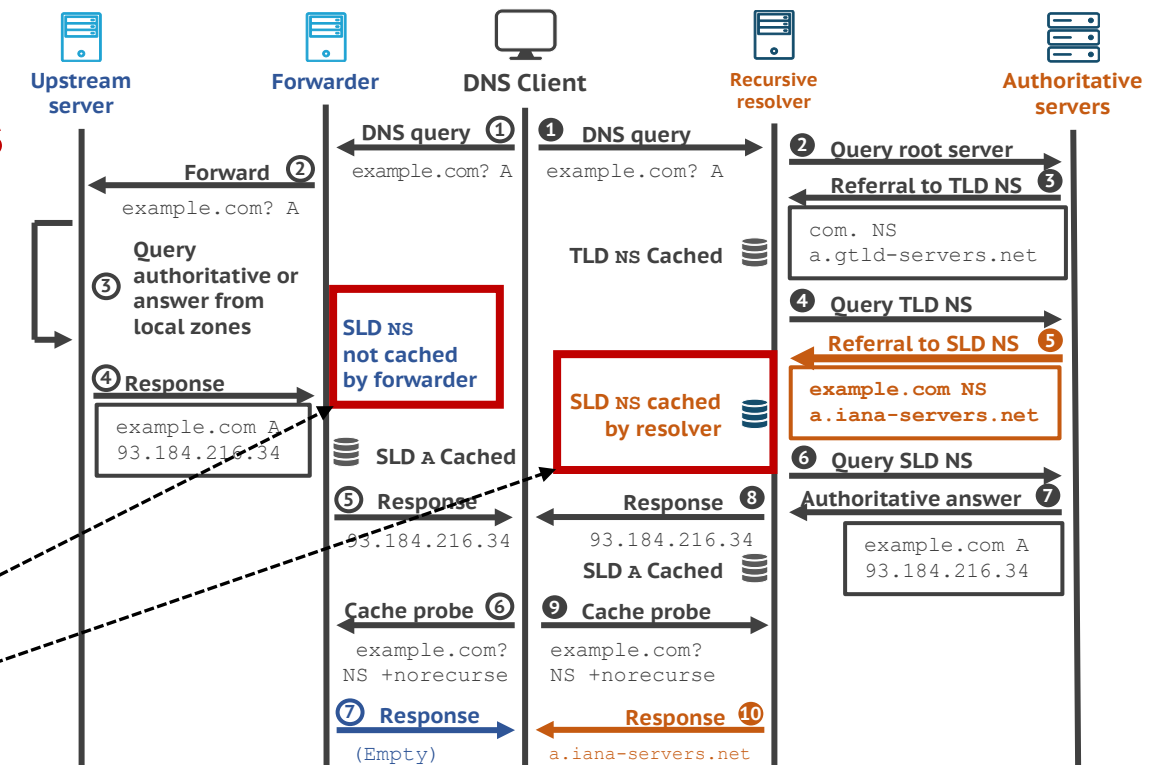 Upstream
server
Forwarder
DNS Client
Recursive
resolver
Authoritative
servers
s
DNS query ①
example.com? A
❶ DNS query
example.com? A
Forward ②
example.com? A
❷ Query root server
Referral to TLD NS ❸
com. NS
a.gtld-servers.net
TLD NS Cached
③ Query
authoritative or
answer from
local zones
❹ Query TLD NS
Referral to SLD NS ❺
example.com NS
a.iana-servers.net
SLD NS
not cached
by forwarder
SLD NS cached
by resolver
④ Response
example.com A
93.184.216.34
SLD A Cached
❻ Query SLD NS
Authoritative answer ❼
example.com A
93.184.216.34
⑤ Response
93.184.216.34
Response ❽
93.184.216.34
SLD A Cached
Cache probe ⑥
example.com?
NS +norecurse
❾ Cache probe
example.com?
NS +norecurse
⑦ Response
(Empty)
Response ❿
a.iana-servers.net